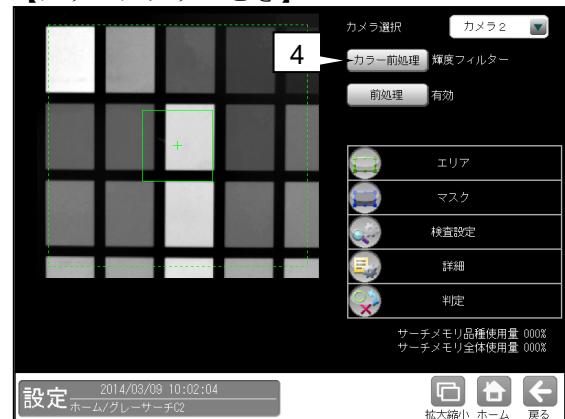 カメラ選択 カメラ2
4 カラー前処理 輝度フィルター
前処理 有効
エリア
マスク
検査設定
詳細
判定
サーチメモリ品種使用量 000%
サーチメモリ全体使用量 000%
設定 2014/03/09 10:02:04
ホーム/グレーサーチC2
拡大縮小 ホーム 戻る